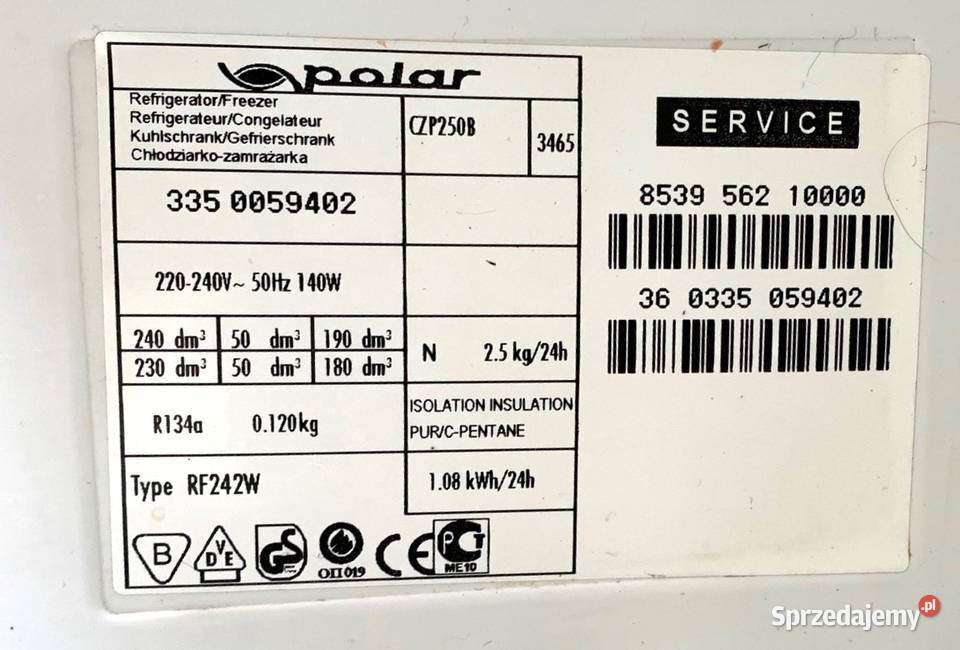 polar
Refrigerator/Freezer
Refrigerateur/Congelateur
Kuhlschrank/Gefrierschrank
Chłodziarko-zamrażarka
CZP250B
3465
335 0059402
220-240V~ 50Hz 140W
240 dm³ 50 dm³ 190 dm³
230 dm³ 50 dm³ 180 dm³
N 2.5 kg/24h
R134a 0.120kg
ISOLATION INSULATION
PUR/C-PENTANE
Type RF242W
1.08 kWh/24h
B
DVE
GS
ОП019
CE
РСТ
ME10
SERVICE
8539 562 10000
36 0335 059402
Sprzedajemy.pl